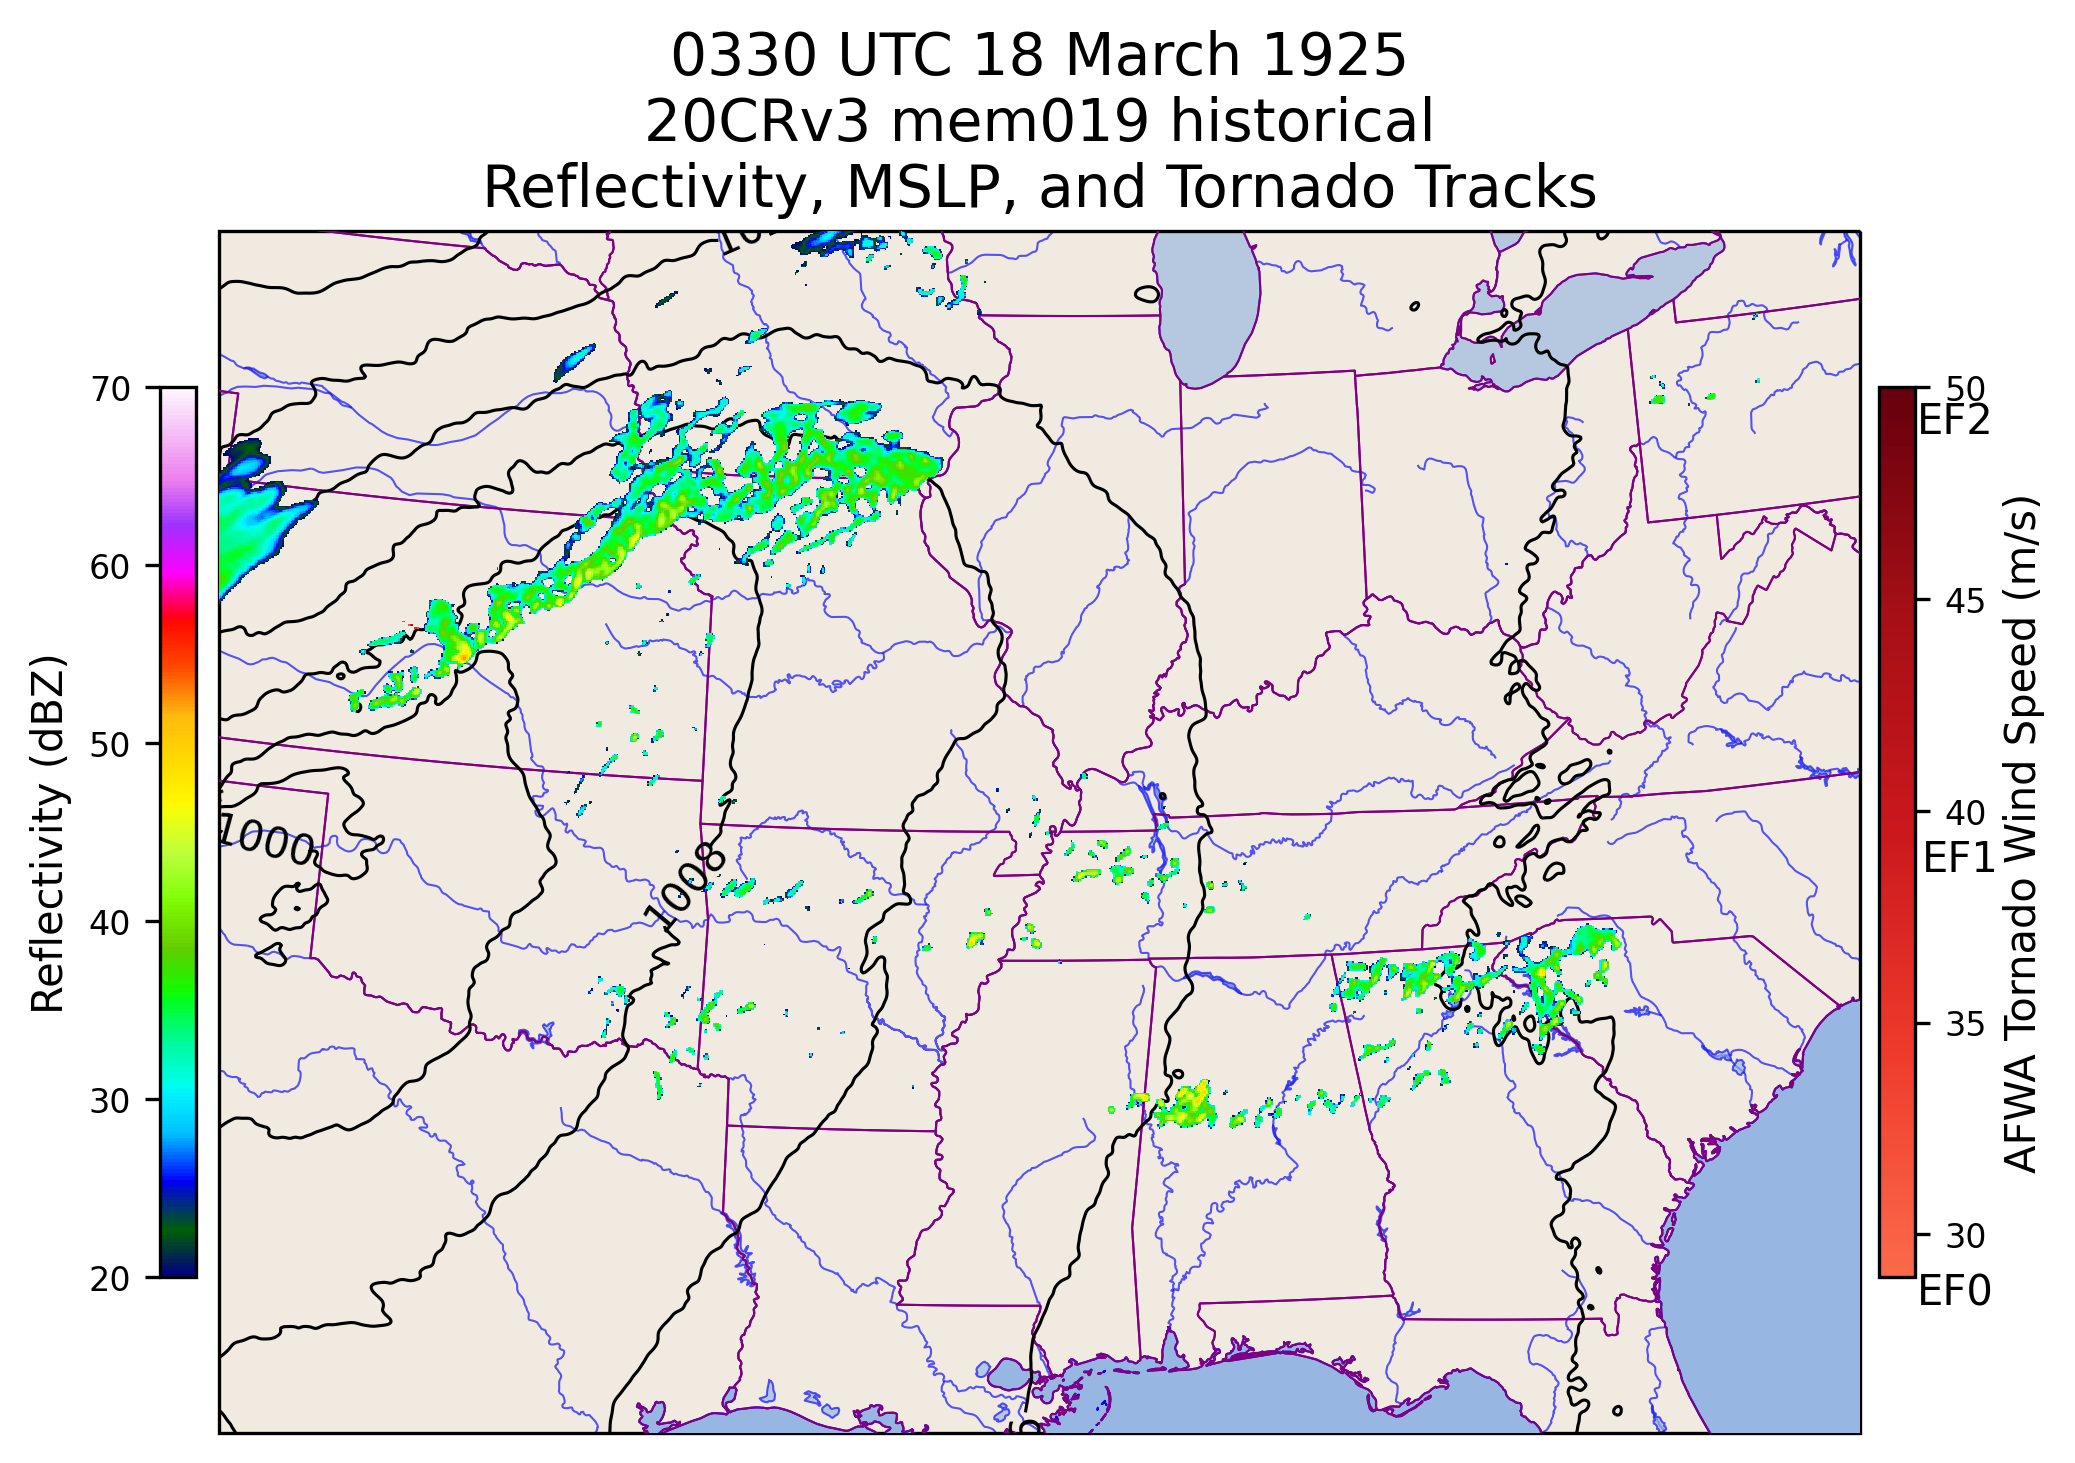 0330 UTC 18 March 1925
20CRv3 mem019 historical
Reflectivity, MSLP, and Tornado Tracks
70
60
50
40
30
20
Reflectivity (dBZ)
1000
1008
50
EF2
45
40
EF1
35
30
EF0
AFWA Tornado Wind Speed (m/s)